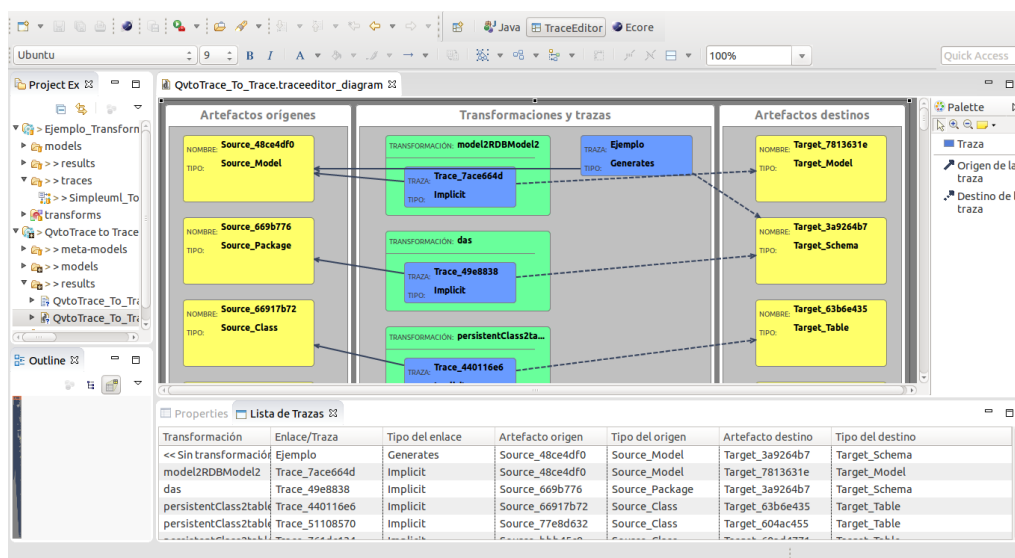 Java TraceEditor Ecore
Ubuntu 9 B I A 100% Quick Access
Project Ex
> Ejemplo_Transforn
models
> > results
> > traces
> > Simpleuml_To
transforms
> QvtoTrace to Trace
> > meta-models
> > models
> > results
QvtoTrace_To_Tra
QvtoTrace_To_Tra
Outline
QvtoTrace_To_Trace.traceeditor_diagram
Artefactos orígenes
NOMBRE: Source_48ce4df0
TIPO: Source_Model
NOMBRE: Source_669b776
TIPO: Source_Package
NOMBRE: Source_66917b72
TIPO: Source_Class
Transformaciones y trazas
TRANSFORMACIÓN: model2RDBModel2
TRAZA: Trace_7ace664d
TIPO: Implicit
TRAZA: Ejemplo
TIPO: Generates
TRANSFORMACIÓN: das
TRAZA: Trace_49e8838
TIPO: Implicit
TRANSFORMACIÓN: persistentClass2ta...
TRAZA: Trace_440116e6
Artefactos destinos
NOMBRE: Target_7813631e
TIPO: Target_Model
NOMBRE: Target_3a9264b7
TIPO: Target_Schema
NOMBRE: Target_63b6e435
TIPO: Target_Table
Palette
Traza
Origen de la
traza
Destino de l
traza
Properties Lista de Trazas
Transformación Enlace/Traza Tipo del enlace Artefacto origen Tipo del origen Artefacto destino Tipo del destino
<< Sin transformación Ejemplo Generates Source_48ce4df0 Source_Model Target_3a9264b7 Target_Schema
model2RDBModel2 Trace_7ace664d Implicit Source_48ce4df0 Source_Model Target_7813631e Target_Model
das Trace_49e8838 Implicit Source_669b776 Source_Package Target_3a9264b7 Target_Schema
persistentClass2table Trace_440116e6 Implicit Source_66917b72 Source_Class Target_63b6e435 Target_Table
persistentClass2table Trace_51108570 Implicit Source_77e8d632 Source_Class Target_604ac455 Target_Table